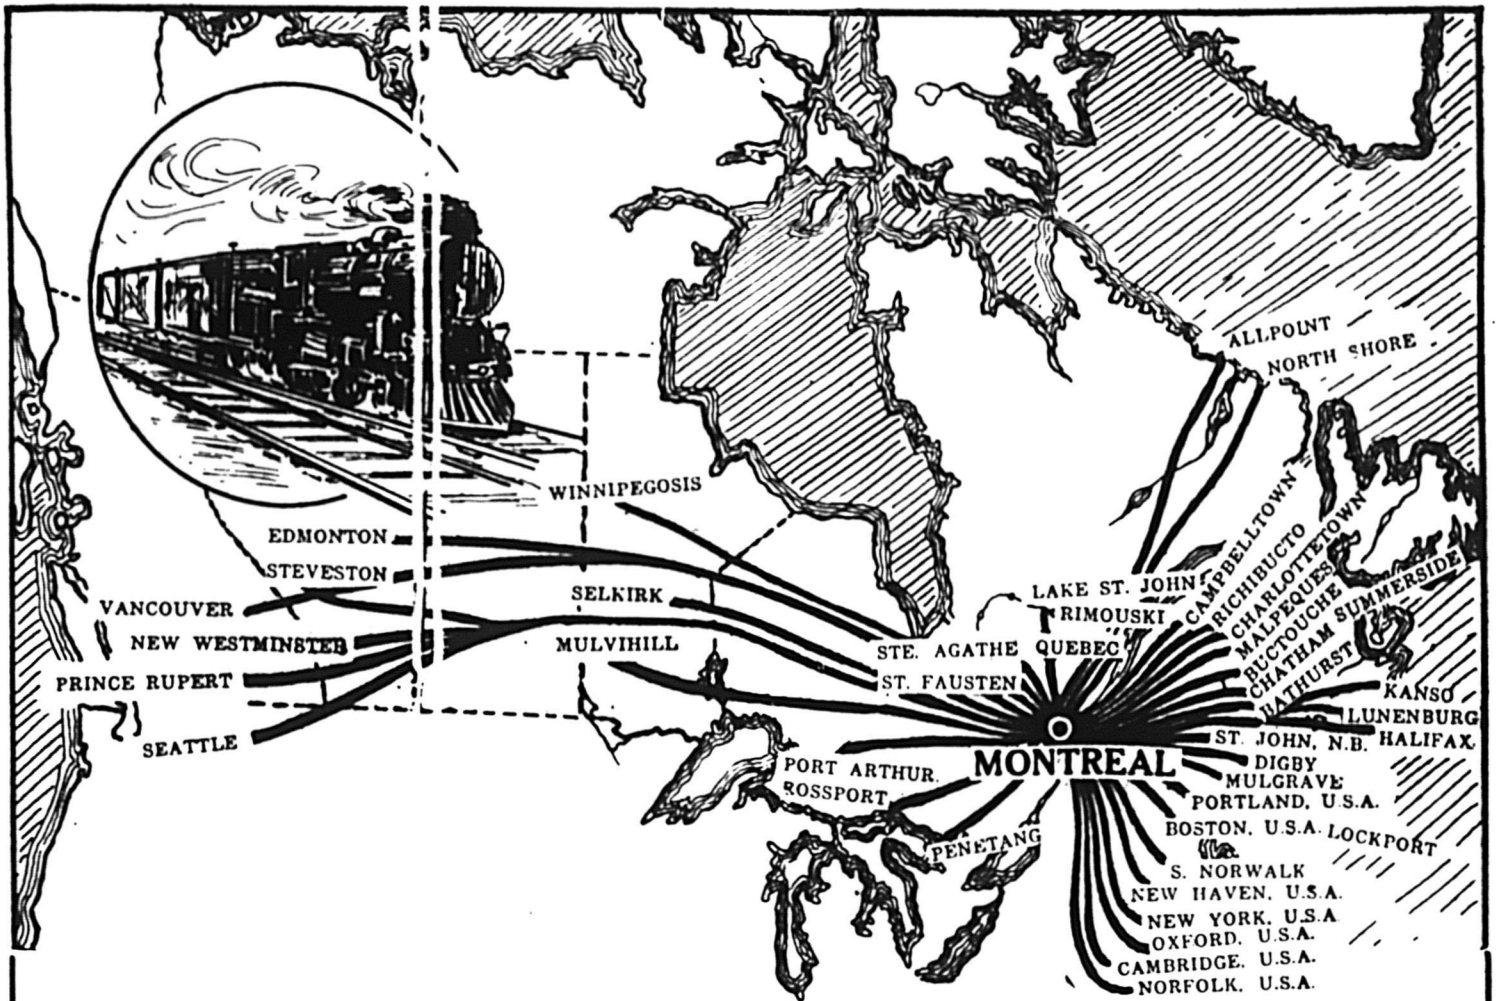 ALLPOINT
NORTH SHORE
WINNIPEGOSIS
EDMONTON
STEVESTON
VANCOUVER
NEW WESTMINSTER
PRINCE RUPERT
SEATTLE
SELKIRK
MULVIHILL
LAKE ST. JOHN
RIMOUSKI
STE. AGATHE
QUEBEC
ST. FAUSTEN
CAMPBELLTOWN
RICHIBUCTO
CHARLOTTETOWN
MALPEQUES
BUCTOUCHE
SUMMERSIDE
CHATHAM
BATHURST
KANSO
LUNENBURG
HALIFAX
ST. JOHN, N.B.
MONTREAL
PORT ARTHUR.
ROSSPORT
PENETANG
DIGBY
MULGRAVE
PORTLAND, U.S.A.
BOSTON, U.S.A.
LOCKPORT
S. NORWALK
NEW HAVEN, U.S.A.
NEW YORK, U.S.A
OXFORD, U.S.A.
CAMBRIDGE, U.S.A.
NORFOLK, U.S.A.